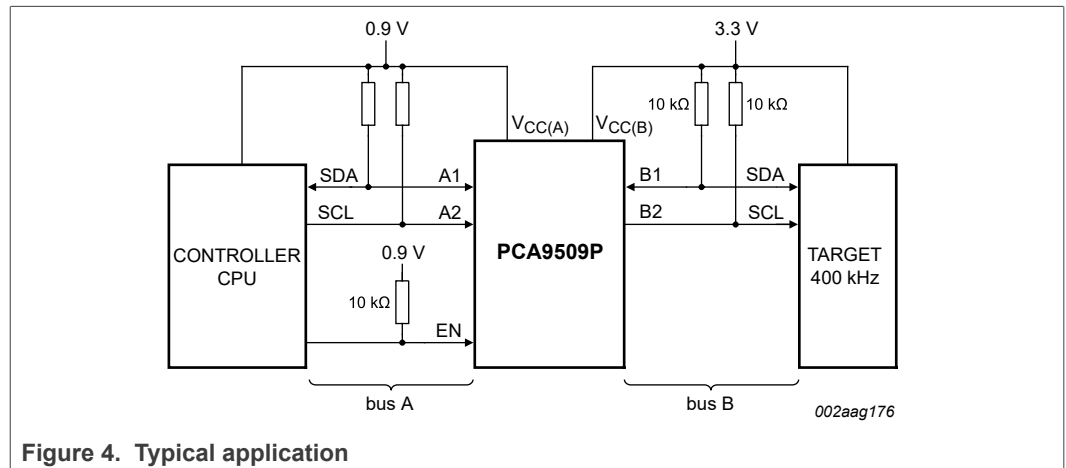 0.9 V
3.3 V
10 kΩ
10 kΩ
VCC(A)
VCC(B)
SDA
A1
B1
SDA
SCL
A2
B2
SCL
CONTROLLER
CPU
0.9 V
PCA9509P
TARGET
400 kHz
10 kΩ
EN
bus A
bus B
002aag176
Figure 4. Typical application